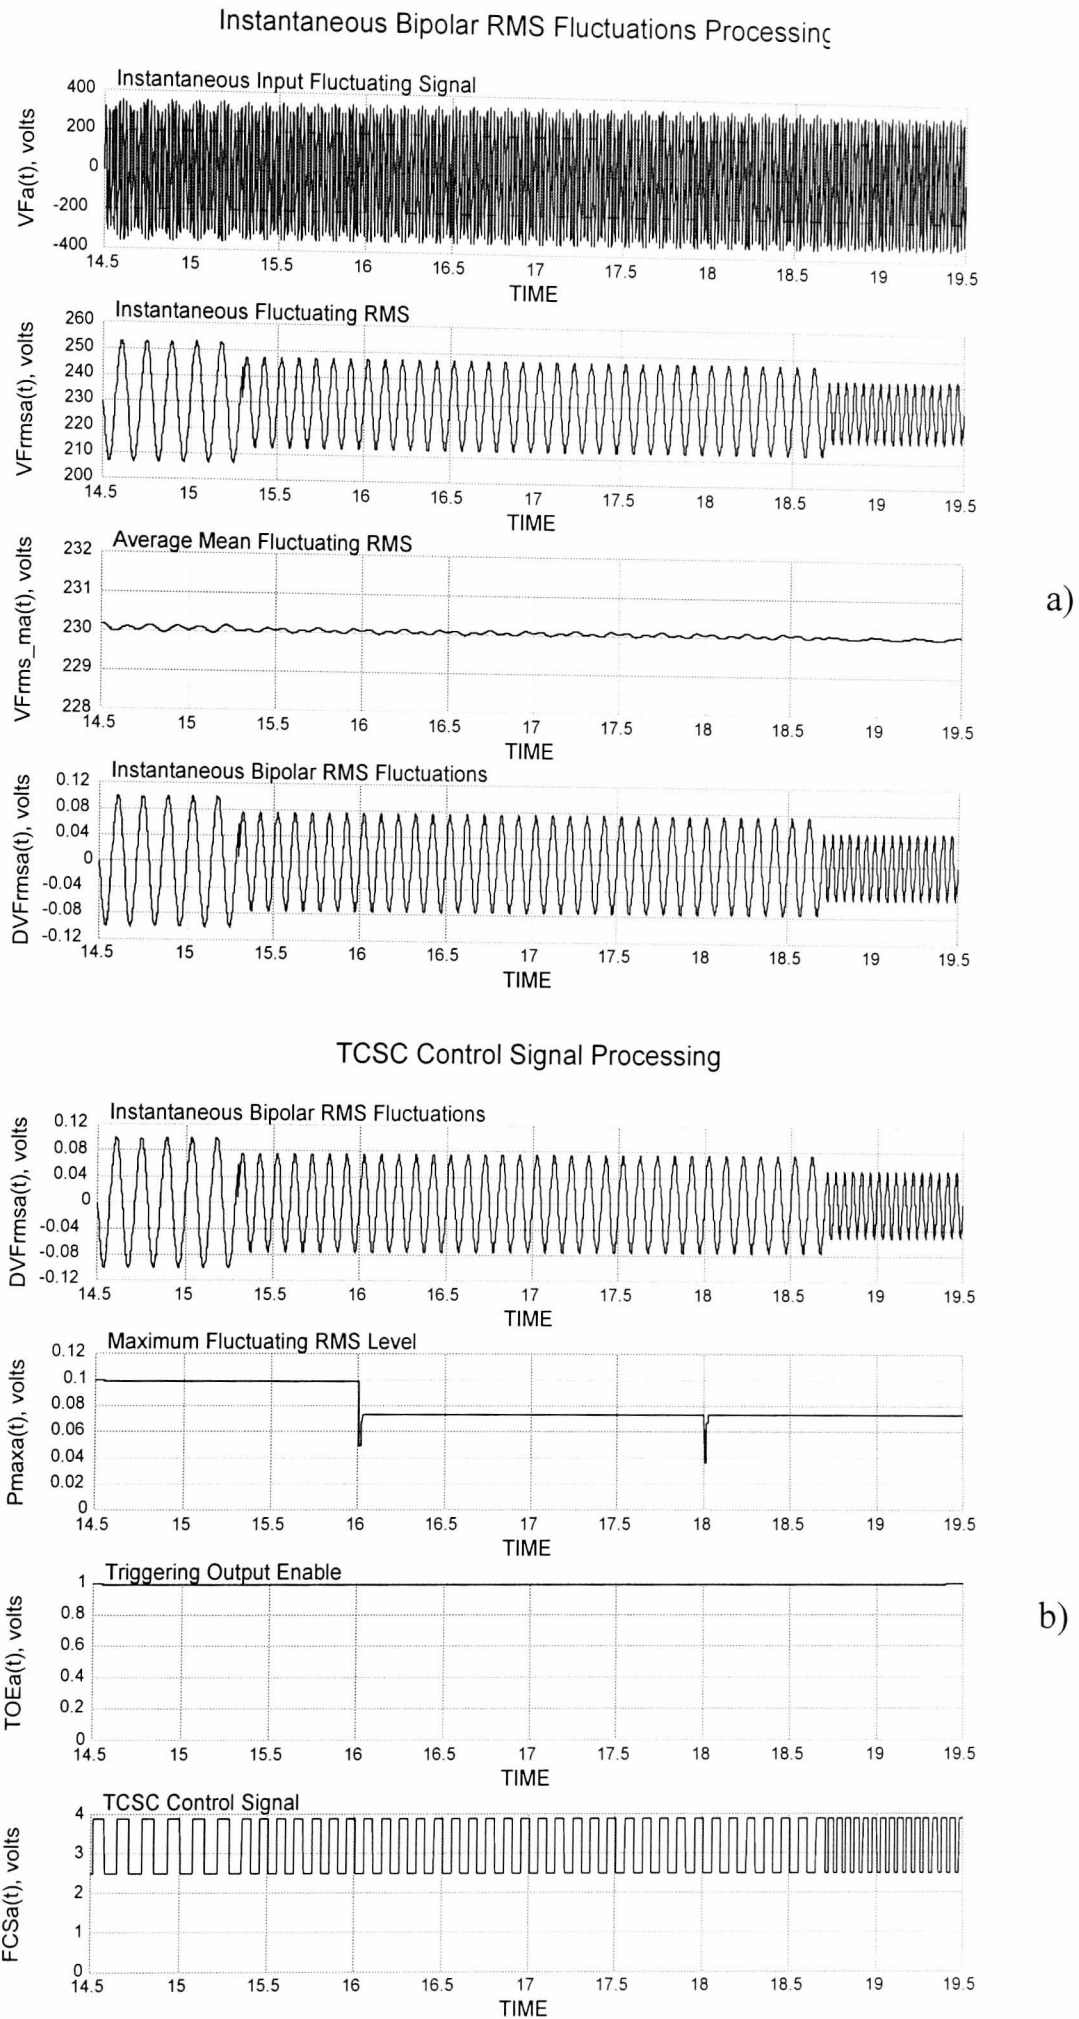 Instantaneous Bipolar RMS Fluctuations Processing
Instantaneous Input Fluctuating Signal
VFa(t), volts
400
200
0
-200
-400
14.5 15 15.5 16 16.5 17 17.5 18 18.5 19 19.5
TIME
Instantaneous Fluctuating RMS
VFrmsa(t), volts
260
250
240
230
220
210
200
14.5 15 15.5 16 16.5 17 17.5 18 18.5 19 19.5
TIME
Average Mean Fluctuating RMS
VFrms_ma(t), volts
232
231
230
229
228
14.5 15 15.5 16 16.5 17 17.5 18 18.5 19 19.5
TIME
a)
Instantaneous Bipolar RMS Fluctuations
DVFrmsa(t), volts
0.12
0.08
0.04
0
-0.04
-0.08
-0.12
14.5 15 15.5 16 16.5 17 17.5 18 18.5 19 19.5
TIME
TCSC Control Signal Processing
Instantaneous Bipolar RMS Fluctuations
DVFrmsa(t), volts
0.12
0.08
0.04
0
-0.04
-0.08
-0.12
14.5 15 15.5 16 16.5 17 17.5 18 18.5 19 19.5
TIME
Maximum Fluctuating RMS Level
Pmaxa(t), volts
0.12
0.1
0.08
0.06
0.04
0.02
0
14.5 15 15.5 16 16.5 17 17.5 18 18.5 19 19.5
TIME
Triggering Output Enable
TOEa(t), volts
1
0.8
0.6
0.4
0.2
0
14.5 15 15.5 16 16.5 17 17.5 18 18.5 19 19.5
TIME
b)
TCSC Control Signal
FCSa(t), volts
4
3
2
1
0
14.5 15 15.5 16 16.5 17 17.5 18 18.5 19 19.5
TIME